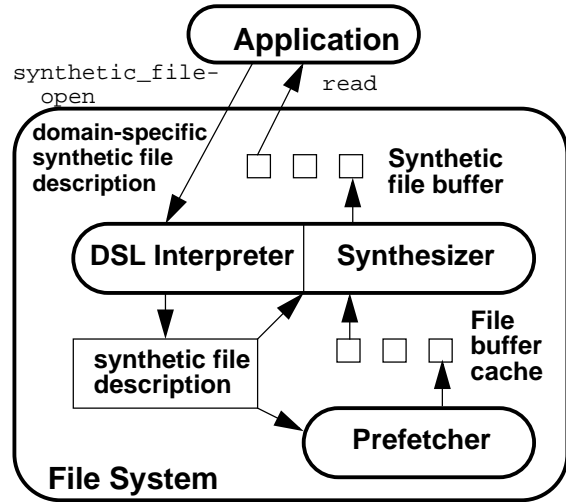 Application
synthetic_file-
open
read
domain-specific
synthetic file
description
Synthetic
file buffer
DSL Interpreter
Synthesizer
synthetic file
description
File
buffer
cache
Prefetcher
File System